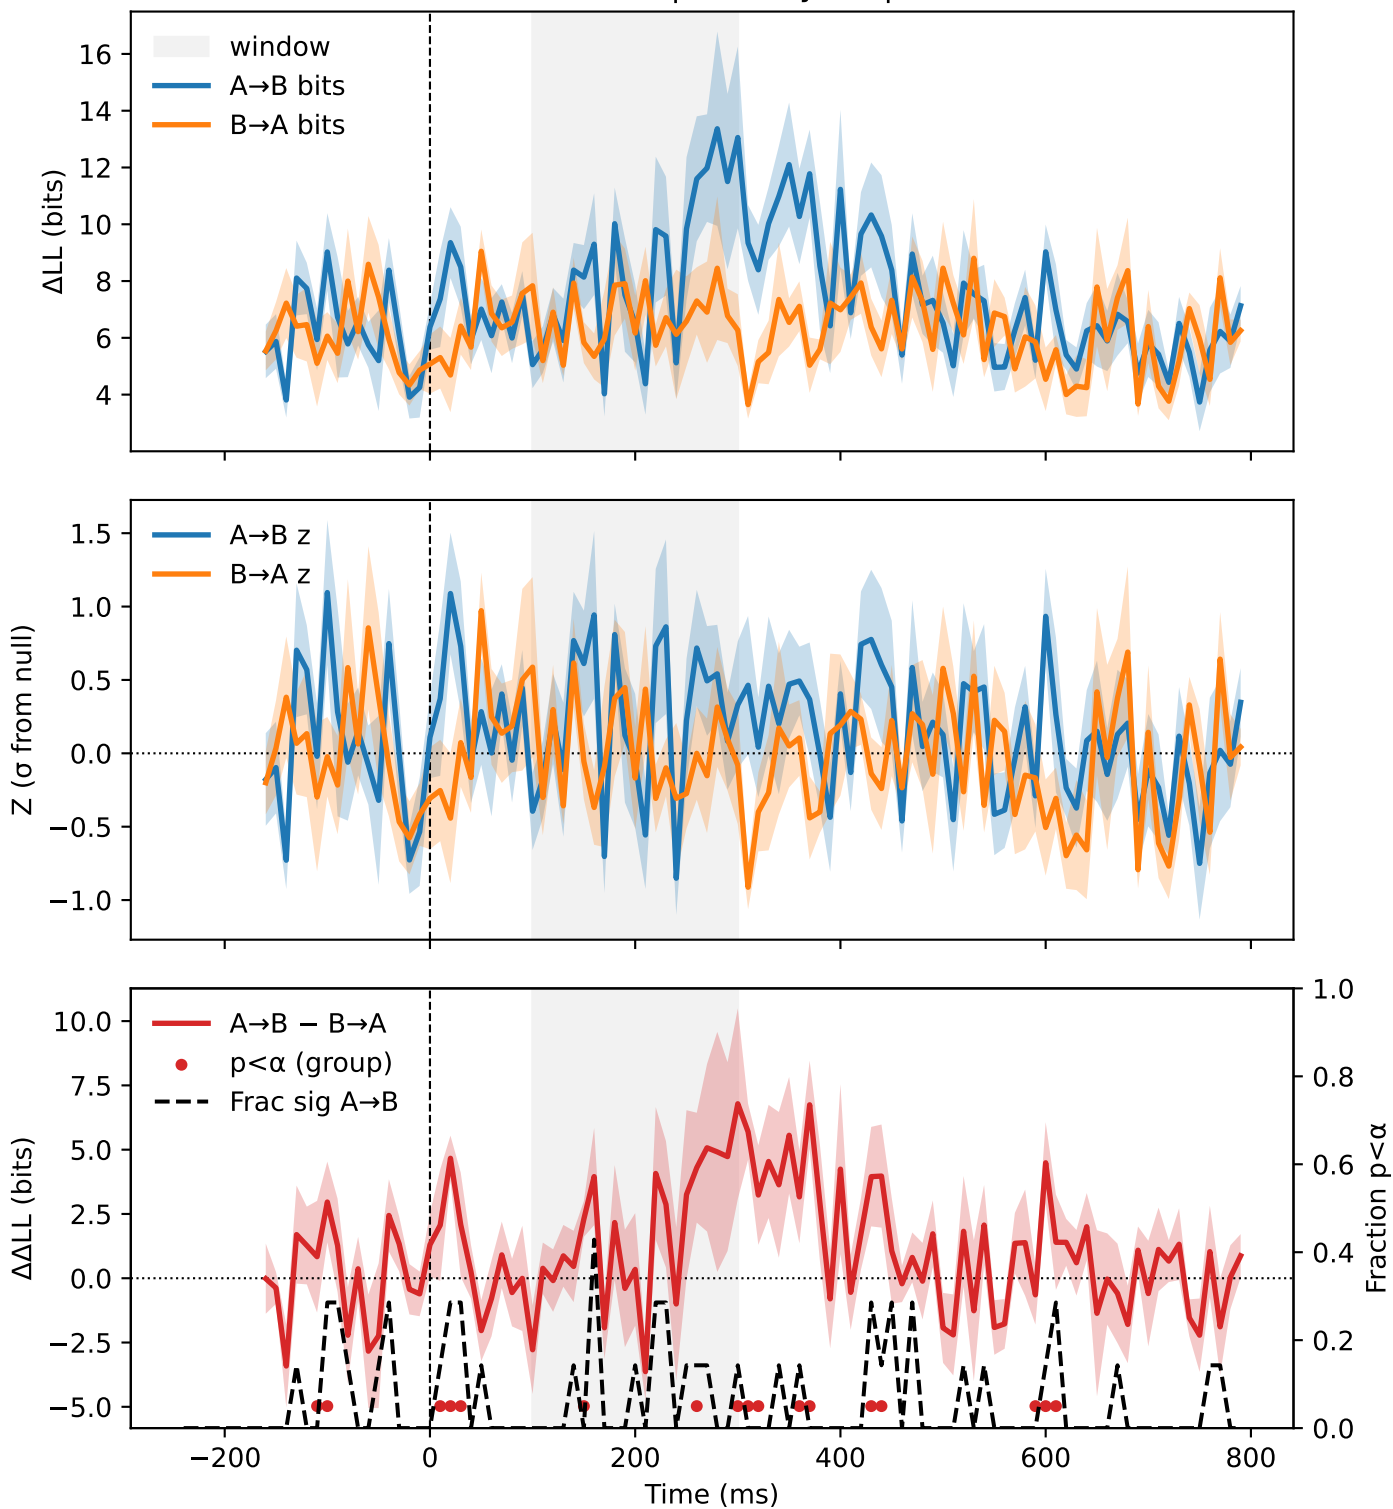 window
A→B bits
B→A bits
16
14
12
10
8
6
4
ΔLL (bits)
A→B z
B→A z
1.5
1.0
0.5
0.0
−0.5
−1.0
Z (σ from null)
A→B − B→A
p<α (group)
Frac sig A→B
10.0
7.5
5.0
2.5
0.0
−2.5
−5.0
ΔΔLL (bits)
1.0
0.8
0.6
0.4
0.2
0.0
Fraction p<α
−200 0 200 400 600 800
Time (ms)